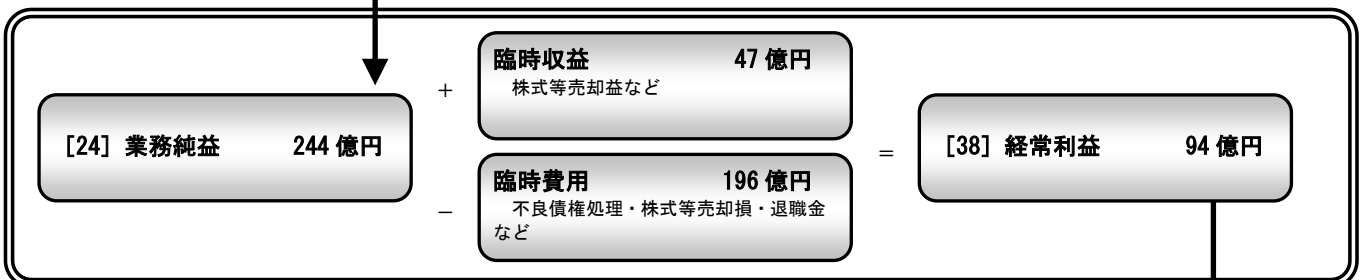 臨時収益 47 億円
株式等売却益など
+
[24] 業務純益 244 億円
=
[38] 経常利益 94 億円
臨時費用 196 億円
−
不良債権処理・株式等売却損・退職金
など